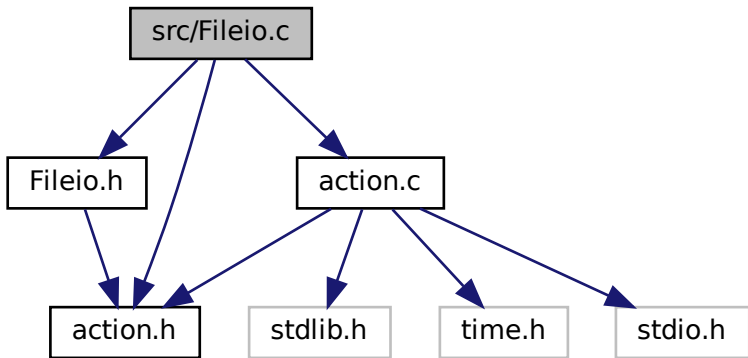 src/Fileio.c
Fileio.h
action.c
action.h
stdlib.h
time.h
stdio.h